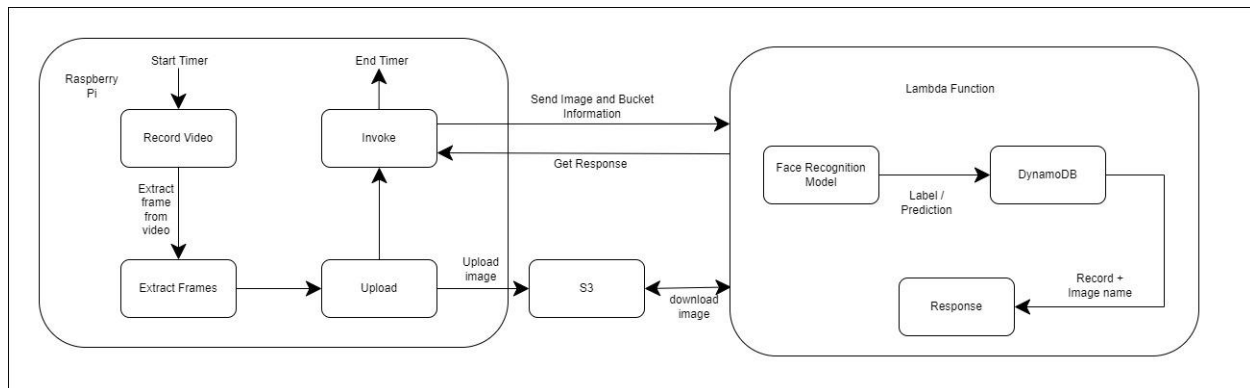 Start Timer
End Timer
Raspberry
Pi
Record Video
Invoke
Extract
frame
from
video
Extract Frames
Upload
Upload
image
S3
download
image
Send Image and Bucket
Information
Get Response
Lambda Function
Face Recognition
Model
Label /
Prediction
DynamoDB
Record +
Image name
Response